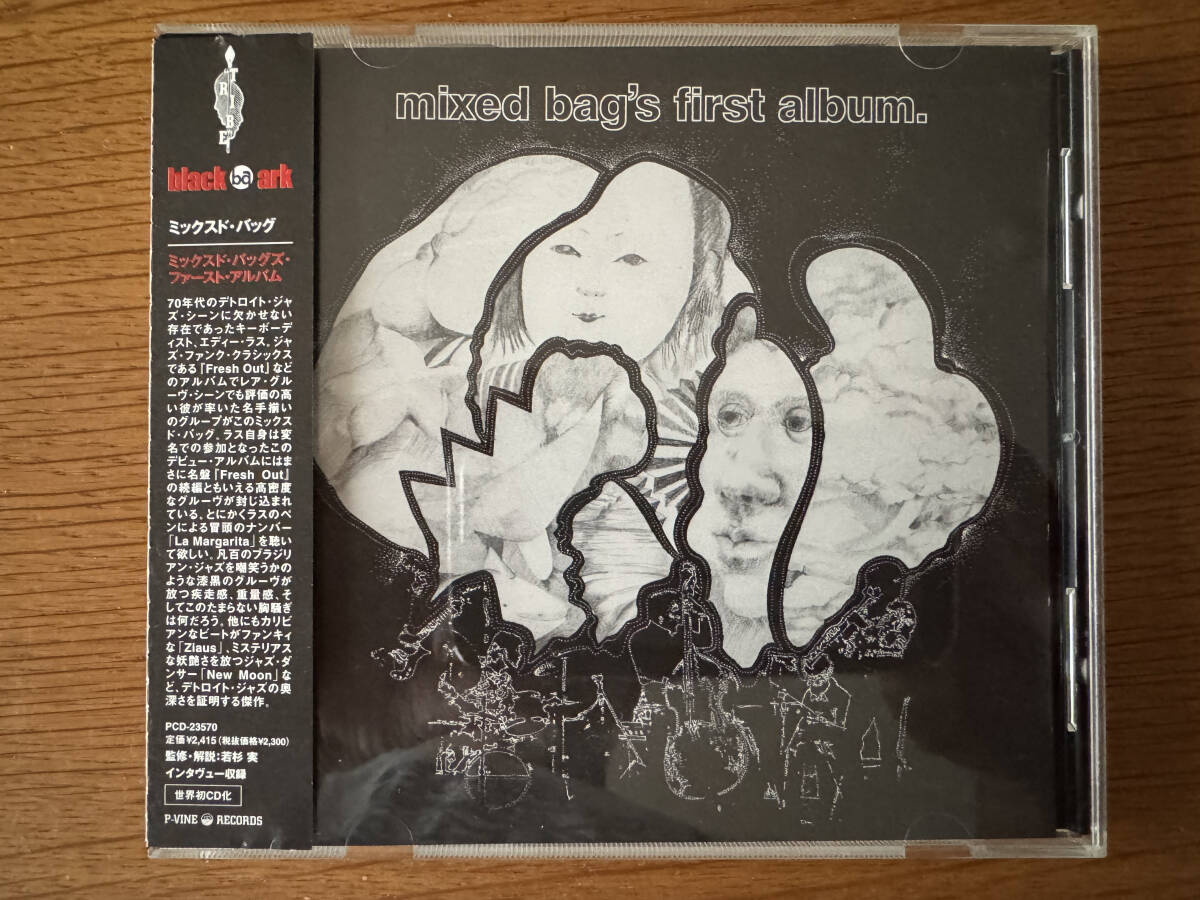 TRIBE
black ba ark
ミックスド・バッグ
ミックスド・バッグズ・
ファースト・アルバム
70年代のデトロイト・ジャ
ズ・シーンに欠かせない
存在であったキーボーデ
ィスト、エディー・ラス。ジャ
ズ・ファンク・クラシックス
である「Fresh Out」など
のアルバムでレア・グル
ーヴ・シーンでも評価の高
い彼が率いた名手揃い
のグループがこのミックス
ド・バッグ。ラス自身は変
名での参加となったこの
デビュー・アルバムにはま
さに名盤「Fresh Out」
の続編ともいえる高密度
なグルーヴが封じ込まれ
ている。とにかくラスのペ
ンによる冒頭のナンバー
「La Margarita」を聴い
て欲しい。凡百のブラジリ
アン・ジャズを嘲笑うかの
ような漆黒のグルーヴが
放つ疾走感、重量感、そ
してこのたまらない胸騒ぎ
は何だろう。他にもカリビ
アンなビートがファンキィ
な「Ziaus」、ミステリアス
な妖艶さを放つジャズ・ダ
ンサー「New Moon」な
ど、デトロイト・ジャズの奥
深さを証明する傑作。
PCD-23570
定価¥2,415(税抜価格¥2,300)
監修・解説:若杉 実
インタヴュー収録
世界初CD化
P-VINE RECORDS
mixed bag's first album.